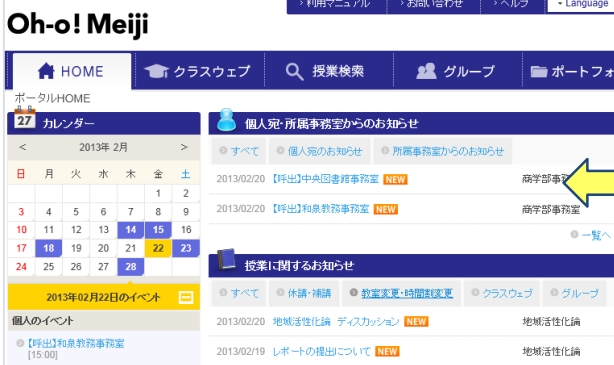 利用マニュアル お問い合わせ ヘルプ Language
Oh-o! Meiji
HOME クラスウェブ 授業検索 グループ ポートフォ
ポータルHOME
27 カレンダー
< 2013年 2月 >
日 月 火 水 木 金 土
1 2
3 4 5 6 7 8 9
10 11 12 13 14 15 16
17 18 19 20 21 22 23
24 25 26 27 28
2013年02月22日のイベント
個人のイベント
【呼出】和泉教務事務室
[15:00]
個人宛・所属事務室からのお知らせ
すべて 個人宛のお知らせ 所属事務室からのお知らせ
2013/02/20 【呼出】中央図書館事務室 NEW 商学部事務
2013/02/20 【呼出】和泉教務事務室 NEW 商学部事務室
一覧へ
授業に関するお知らせ
すべて 休講・補講 教室変更・時間割変更 クラスウェブ グループ
2013/02/20 地域活性化論 ディスカッション NEW 地域活性化論
2013/02/19 レポートの提出について NEW 地域活性化論